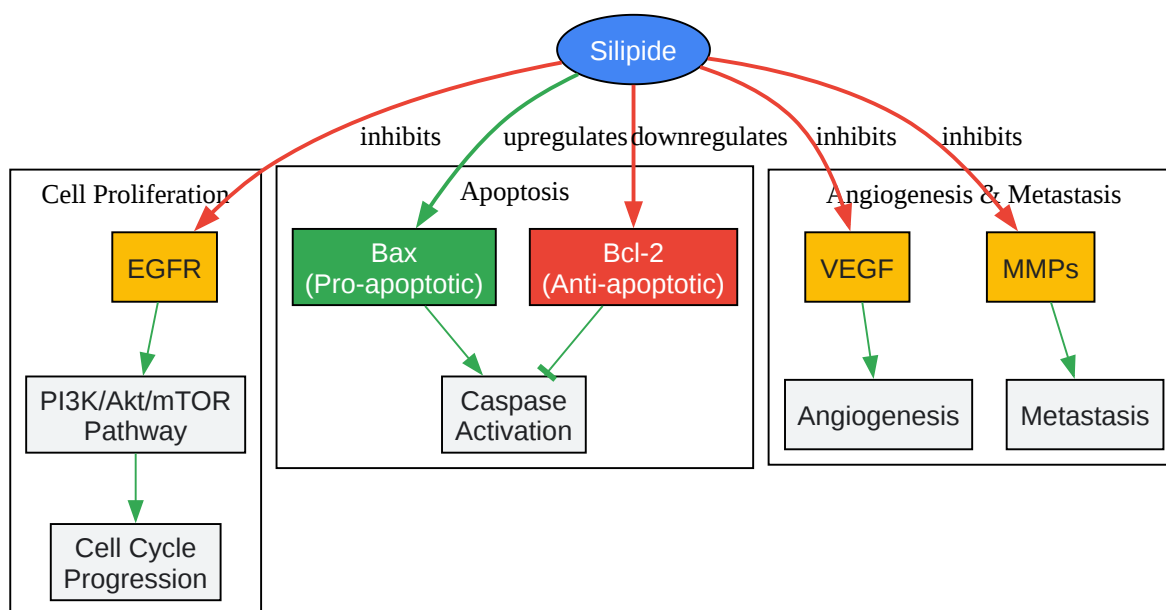 Silipide
inhibits
upregulates
downregulates
inhibits
inhibits
Cell Proliferation
Apoptosis
Angiogenesis & Metastasis
EGFR
Bax
(Pro-apoptotic)
Bcl-2
(Anti-apoptotic)
VEGF
MMPs
PI3K/Akt/mTOR
Pathway
Caspase
Activation
Angiogenesis
Metastasis
Cell Cycle
Progression